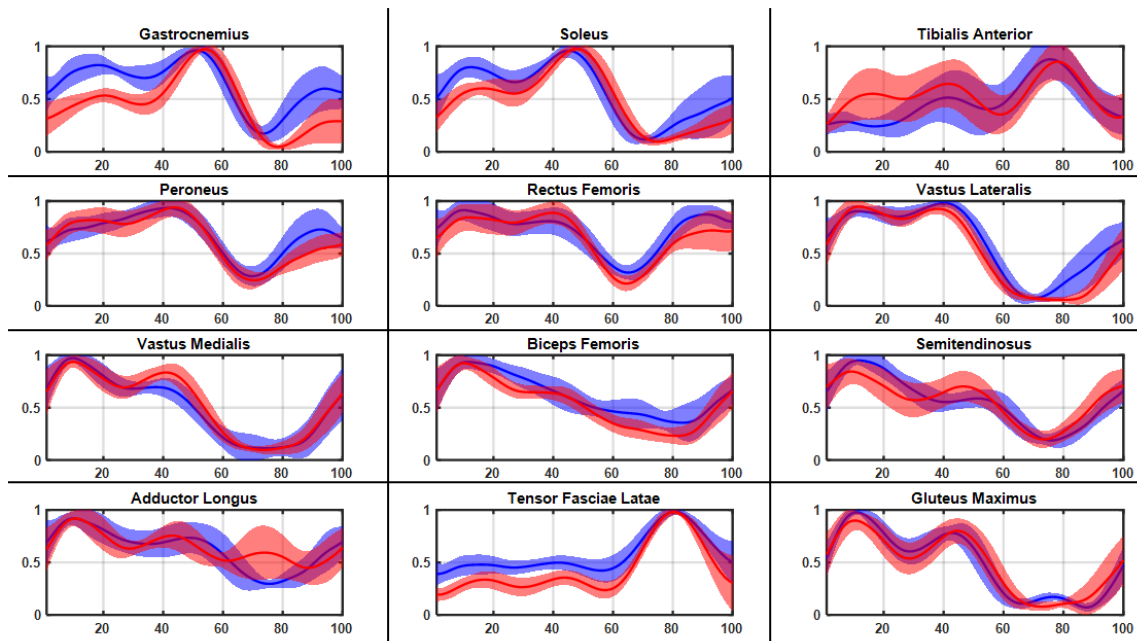 Gastrocnemius
1
0.5
0
20 40 60 80 100
Soleus
1
0.5
0
20 40 60 80 100
Tibialis Anterior
1
0.5
0
20 40 60 80 100
Peroneus
1
0.5
0
20 40 60 80 100
Rectus Femoris
1
0.5
0
20 40 60 80 100
Vastus Lateralis
1
0.5
0
20 40 60 80 100
Vastus Medialis
1
0.5
0
20 40 60 80 100
Biceps Femoris
1
0.5
0
20 40 60 80 100
Semitendinosus
1
0.5
0
20 40 60 80 100
Adductor Longus
1
0.5
0
20 40 60 80 100
Tensor Fasciae Latae
1
0.5
0
20 40 60 80 100
Gluteus Maximus
1
0.5
0
20 40 60 80 100